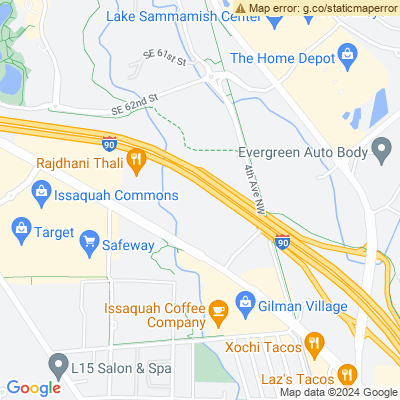 Map error: g.co/staticmaperror
Lake Sammamish Center
SE 61st St
The Home Depot
SE 62nd St
90
Rajdhani Thali
Evergreen Auto Body
4th Ave NW
Issaquah Commons
Target
Safeway
90
Issaquah Coffee
Company
Gilman Village
Xochi Tacos
L15 Salon & Spa
Laz's Tacos
Google
Map data ©2024 Google